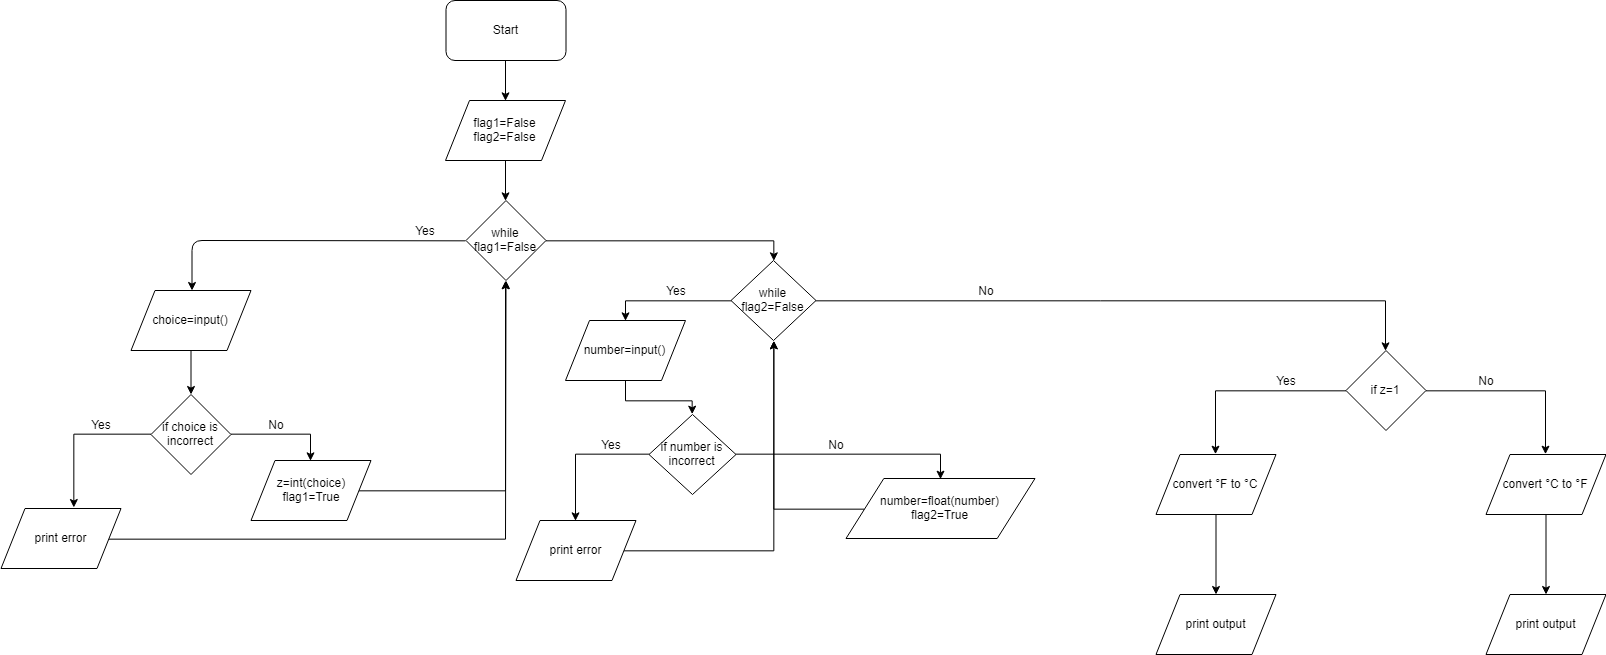 Start
flag1=False
flag2=False
while
flag1=False
Yes
choice=input()
if choice is
incorrect
Yes
No
z=int(choice)
flag1=True
print error
while
flag2=False
Yes
No
number=input()
if number is
incorrect
Yes
No
number=float(number)
flag2=True
print error
if z=1
Yes
No
convert °F to °C
convert °C to °F
print output
print output